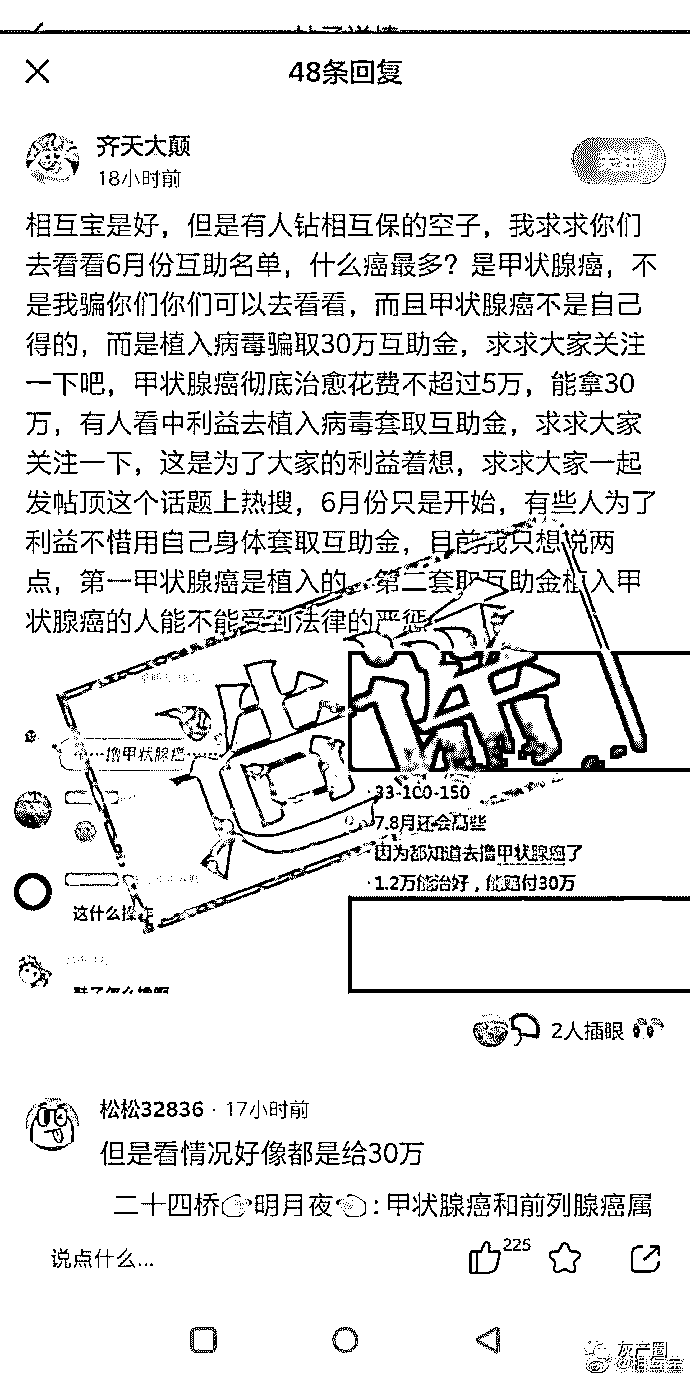 48条回复
齐天大颠
18小时前
关注
相互宝是好，但是有人钻相互保的空子，我求求你们
去看看6月份互助名单，什么癌最多？是甲状腺癌，不
是我骗你们你们可以去看看，而且甲状腺癌不是自己
得的，而是植入病毒骗取30万互助金，求求大家关注
一下吧，甲状腺癌彻底治愈花费不超过5万，能拿30
万，有人看中利益去植入病毒套取互助金，求求大家
关注一下，这是为了大家的利益着想，求求大家一起
发帖顶这个话题上热搜，6月份只是开始，有些人为了
利益不惜用自己身体套取互助金，目前我只想说两
点，第一甲状腺癌是植入的，第二套取互助金植入甲
状腺癌的人能不能受到法律的严惩
造谣
···撸甲状腺癌······
33-100-150
7.8月还会高些
因为都知道去撸甲状腺癌了
1.2万能治好，能赔付30万
这什么操作
2人插眼
松松32836 · 17小时前
但是看情况好像都是给30万
二十四桥明月夜：甲状腺癌和前列腺癌属
说点什么...
225
灰产圈
@相互宝